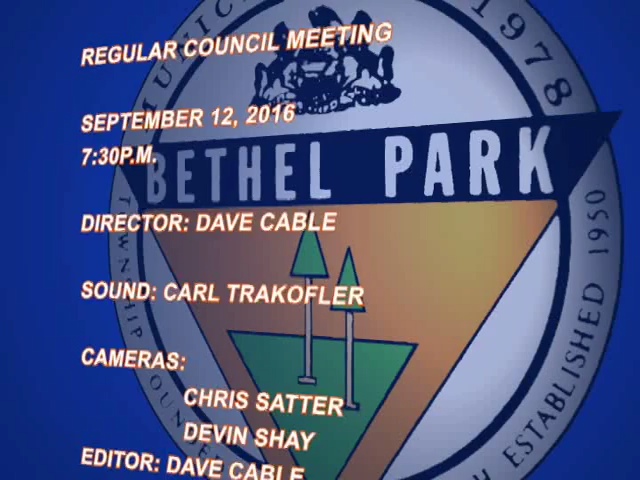 REGULAR COUNCIL MEETING
SEPTEMBER 12, 2016
7:30P.M.
DIRECTOR: DAVE CABLE
SOUND: CARL TRAKOFLER
CAMERAS:
CHRIS SATTER
DEVIN SHAY
EDITOR: DAVE CABLE
1978
BETHEL PARK
TOWNSHIP
ESTABLISHED 1950